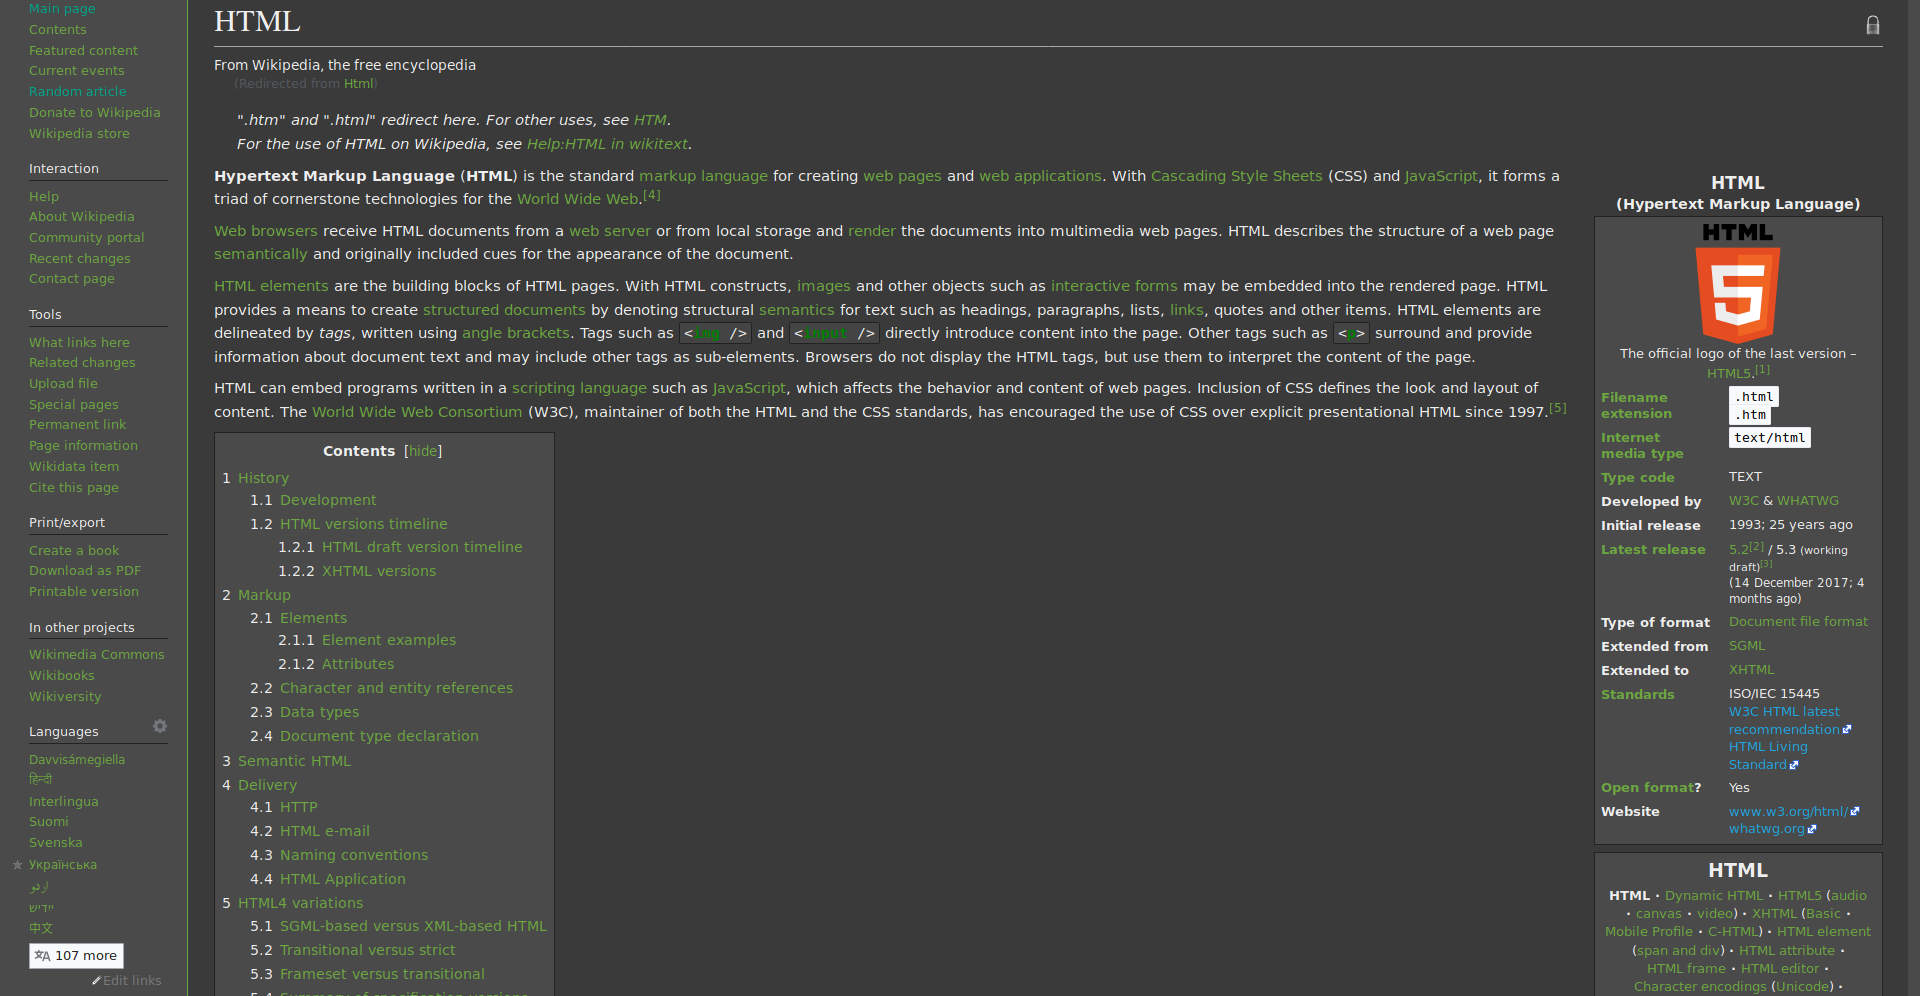 Main page
Contents
Featured content
Current events
Random article
Donate to Wikipedia
Wikipedia store
Interaction
Help
About Wikipedia
Community portal
Recent changes
Contact page
Tools
What links here
Related changes
Upload file
Special pages
Permanent link
Page information
Wikidata item
Cite this page
Print/export
Create a book
Download as PDF
Printable version
In other projects
Wikimedia Commons
Wikibooks
Wikiversity
Languages
Davvisámegiella
हिन्दी
Interlingua
Suomi
Svenska
Українська
اردو
ייִדיש
中文
107 more
Edit links
HTML
From Wikipedia, the free encyclopedia
(Redirected from Html)
".htm" and ".html" redirect here. For other uses, see HTM.
For the use of HTML on Wikipedia, see Help:HTML in wikitext.
Hypertext Markup Language (HTML) is the standard markup language for creating web pages and web applications. With Cascading Style Sheets (CSS) and JavaScript, it forms a
triad of cornerstone technologies for the World Wide Web.[4]
Web browsers receive HTML documents from a web server or from local storage and render the documents into multimedia web pages. HTML describes the structure of a web page
semantically and originally included cues for the appearance of the document.
HTML elements are the building blocks of HTML pages. With HTML constructs, images and other objects such as interactive forms may be embedded into the rendered page. HTML
provides a means to create structured documents by denoting structural semantics for text such as headings, paragraphs, lists, links, quotes and other items. HTML elements are
delineated by tags, written using angle brackets. Tags such as <img /> and <input /> directly introduce content into the page. Other tags such as <p> surround and provide
information about document text and may include other tags as sub-elements. Browsers do not display the HTML tags, but use them to interpret the content of the page.
HTML can embed programs written in a scripting language such as JavaScript, which affects the behavior and content of web pages. Inclusion of CSS defines the look and layout of
content. The World Wide Web Consortium (W3C), maintainer of both the HTML and the CSS standards, has encouraged the use of CSS over explicit presentational HTML since 1997.[5]
Contents [hide]
1 History
1.1 Development
1.2 HTML versions timeline
1.2.1 HTML draft version timeline
1.2.2 XHTML versions
2 Markup
2.1 Elements
2.1.1 Element examples
2.1.2 Attributes
2.2 Character and entity references
2.3 Data types
2.4 Document type declaration
3 Semantic HTML
4 Delivery
4.1 HTTP
4.2 HTML e-mail
4.3 Naming conventions
4.4 HTML Application
5 HTML4 variations
5.1 SGML-based versus XML-based HTML
5.2 Transitional versus strict
5.3 Frameset versus transitional
5.4 Summary of specification versions
HTML
(Hypertext Markup Language)
HTML
5
The official logo of the last version –
HTML5.[1]
Filename .html
extension .htm
Internet text/html
media type
Type code TEXT
Developed by W3C & WHATWG
Initial release 1993; 25 years ago
Latest release 5.2[2] / 5.3 (working
draft)[3]
(14 December 2017; 4
months ago)
Type of format Document file format
Extended from SGML
Extended to XHTML
Standards ISO/IEC 15445
W3C HTML latest
recommendation
HTML Living
Standard
Open format? Yes
Website www.w3.org/html/
whatwg.org
HTML
HTML · Dynamic HTML · HTML5 (audio
· canvas · video) · XHTML (Basic ·
Mobile Profile · C-HTML) · HTML element
(span and div) · HTML attribute ·
HTML frame · HTML editor ·
Character encodings (Unicode) ·